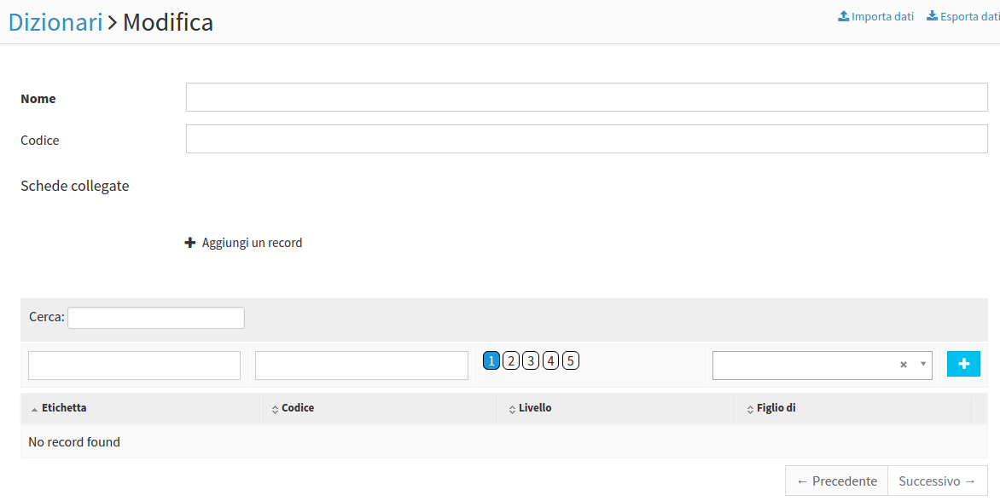 Dizionari > Modifica
Importa dati Esporta dati
Nome
Codice
Schede collegate
+ Aggiungi un record
Cerca:
1 2 3 4 5 × +
Etichetta Codice Livello Figlio di
No record found
← Precedente Successivo →